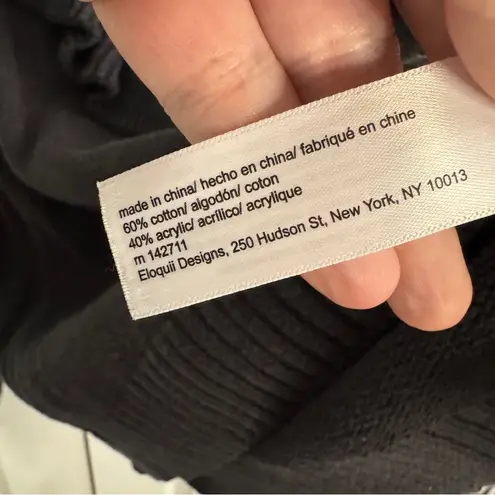 made in china/ hecho en china/ fabriqué en chine
60% cotton/ algodón/ coton
40% acrylic/ acrílico/ acrylique
m 142711
Eloquii Designs, 250 Hudson St, New York, NY 10013